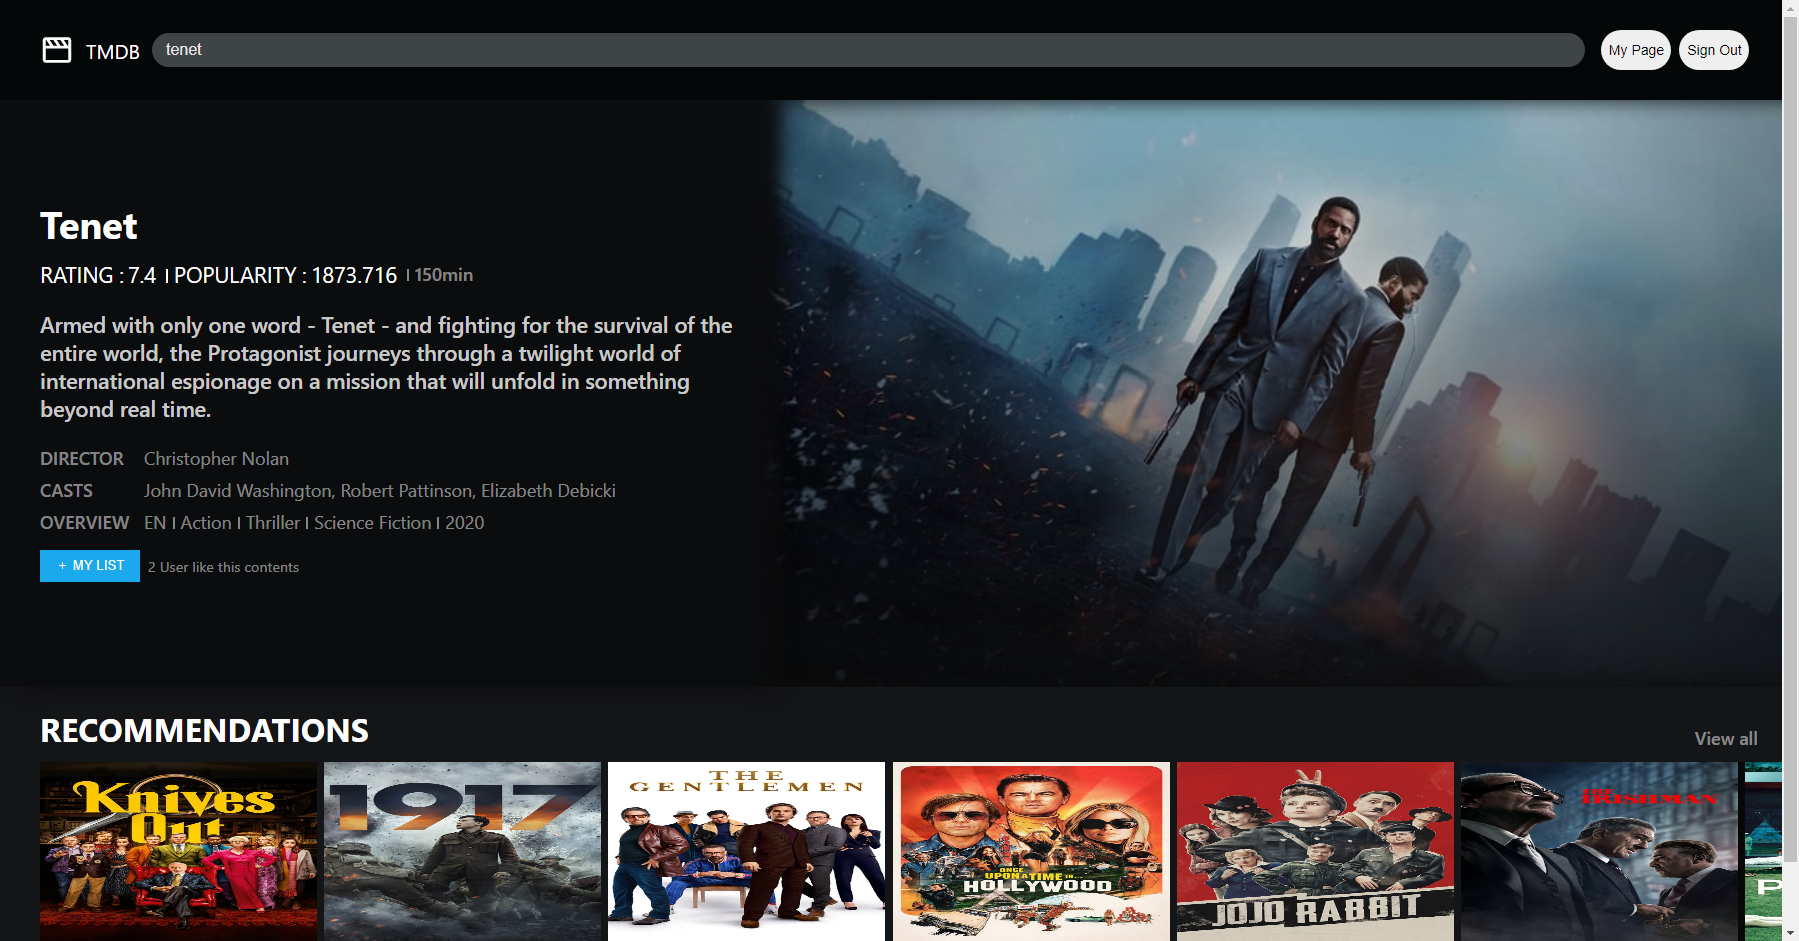 TMDB
tenet
My Page
Sign Out
Tenet
RATING : 7.4 I POPULARITY : 1873.716 I 150min
Armed with only one word - Tenet - and fighting for the survival of the
entire world, the Protagonist journeys through a twilight world of
international espionage on a mission that will unfold in something
beyond real time.
DIRECTOR Christopher Nolan
CASTS John David Washington, Robert Pattinson, Elizabeth Debicki
OVERVIEW EN I Action I Thriller I Science Fiction I 2020
+ MY LIST 2 User like this contents
RECOMMENDATIONS
View all
Knives
Out
1917
THE
GENTLEMEN
ONCE
UPON A TIME IN...
HOLLYWOOD
JOJO RABBIT
THE
IRISHMAN
P